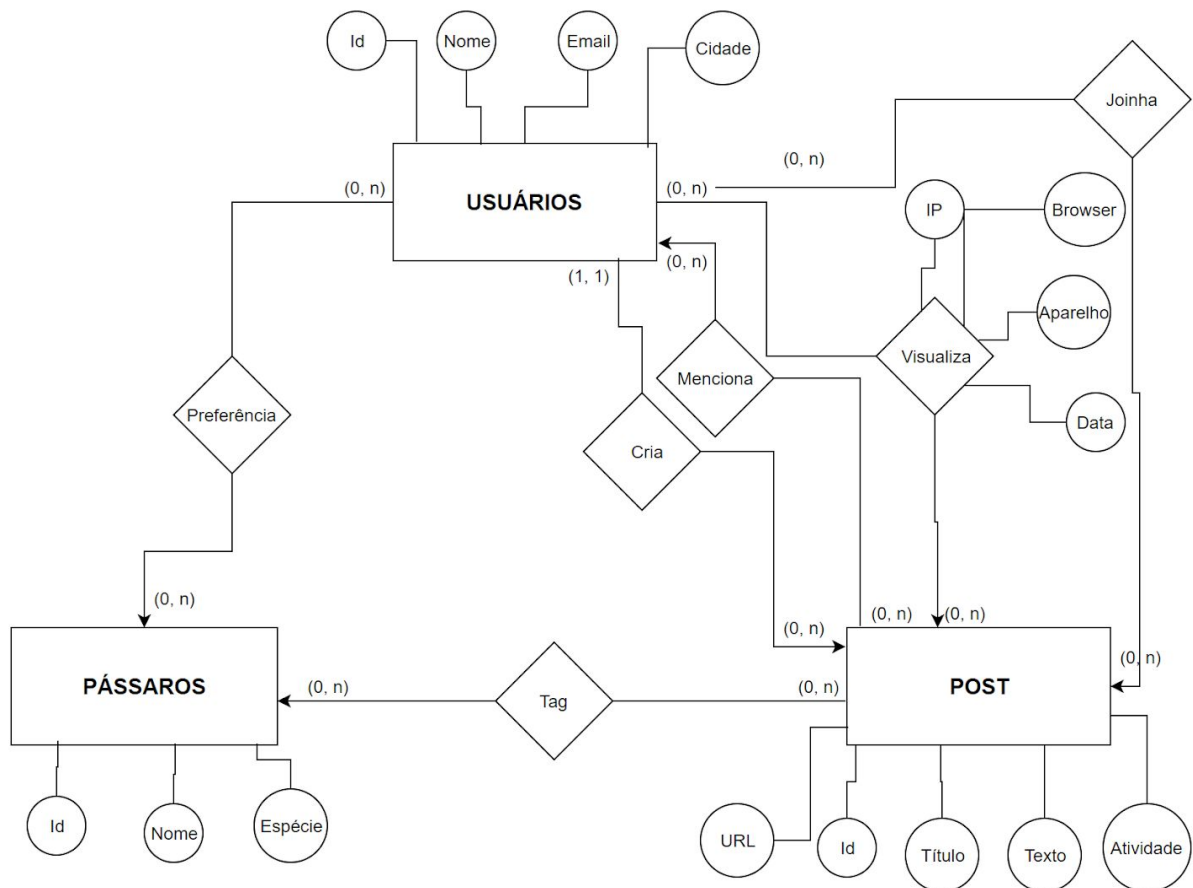 Id
Nome
Email
Cidade
Joinha
(0, n)
(0, n)
USUÁRIOS
(0, n)
IP
Browser
(1, 1)
(0, n)
Aparelho
Visualiza
Menciona
Preferência
Data
Cria
(0, n)
(0, n)
(0, n)
(0, n)
(0, n)
PÁSSAROS
(0, n)
Tag
(0, n)
POST
Id
Nome
Espécie
URL
Id
Título
Texto
Atividade